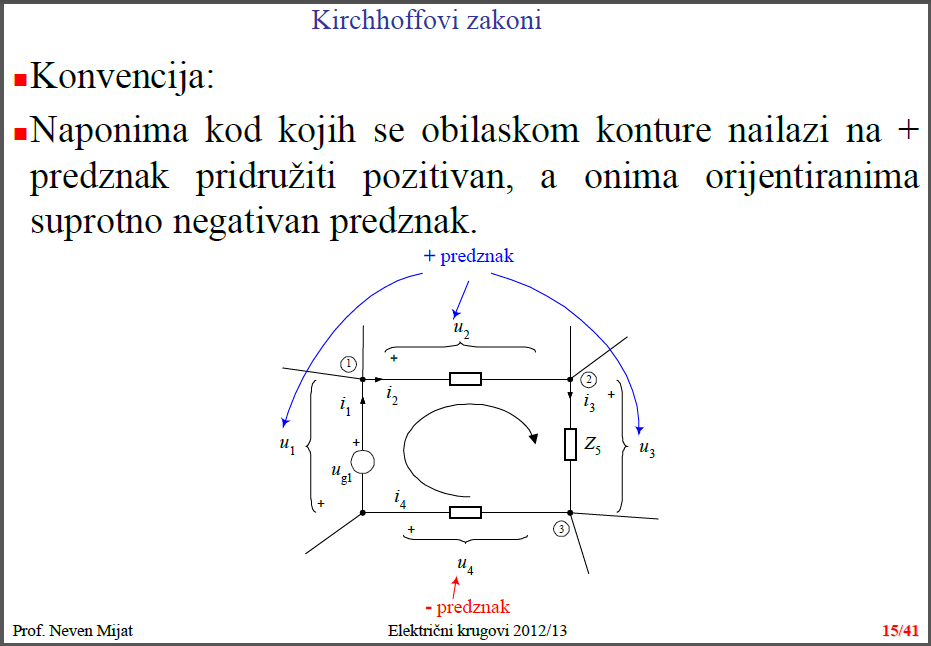 Kirchhoffovi zakoni
Konvencija:
Naponima kod kojih se obilaskom konture nailazi na +
predznak pridružiti pozitivan, a onima orijentiranima
suprotno negativan predznak.
+ predznak
u2
+
1
2
i1
i2
i3
+
u1
+
ug1
Z5
u3
+
i4
+
3
u4
- predznak
Prof. Neven Mijat
Električni krugovi 2012/13
15/41